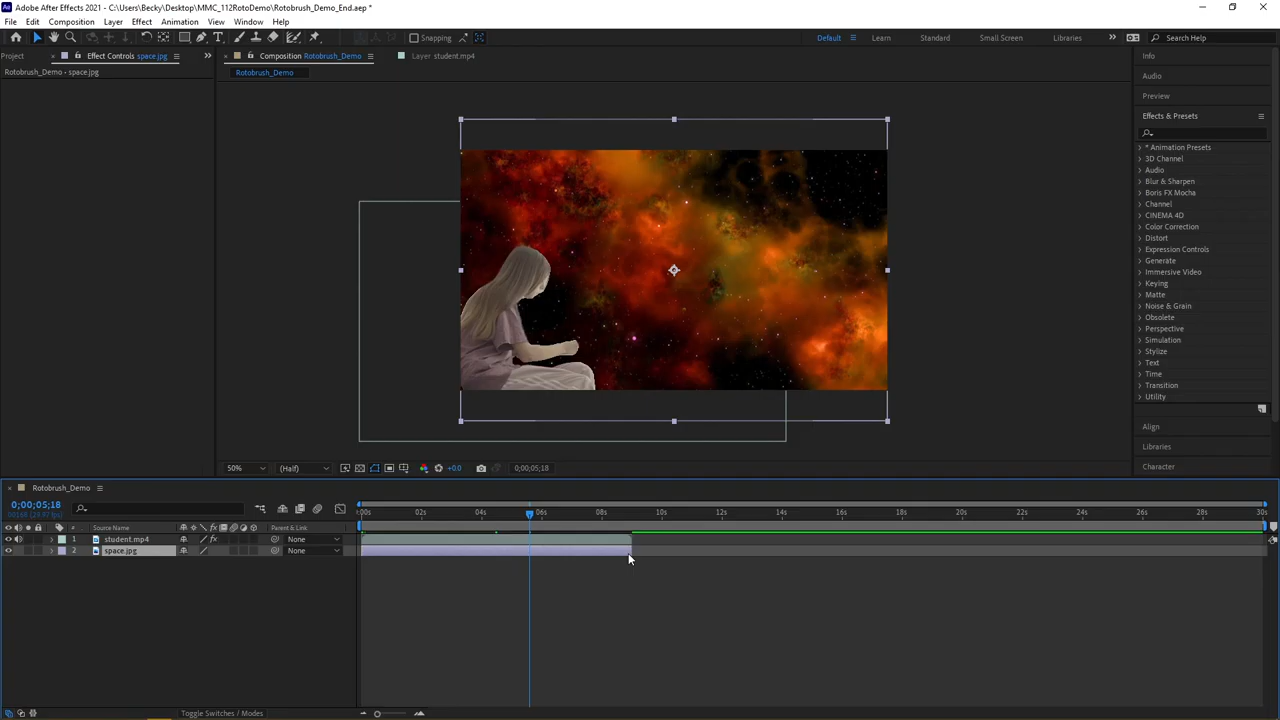 Adobe After Effects 2021 - C:\Users\Becky\Desktop\MMC_112RotoDemo\Rotobrush_Demo_End.aep *
File Edit Composition Layer Effect Animation View Window Help
Snapping Default Learn Standard Small Screen Libraries Search Help
Project Effect Controls space.jpg Composition Rotobrush_Demo Layer student.mp4 Info
Rotobrush_Demo • space.jpg Rotobrush_Demo
Audio
Preview
Effects & Presets
* Animation Presets
3D Channel
Audio
Blur & Sharpen
Boris FX Mocha
Channel
CINEMA 4D
Color Correction
Distort
Expression Controls
Generate
Immersive Video
Keying
Matte
Noise & Grain
Obsolete
Perspective
Simulation
Stylize
Text
Time
Transition
Utility
Align
Libraries
Character
50% (Half) +0.0 0;00;05;18
Rotobrush_Demo
0;00;05;18
:00s 02s 04s 06s 08s 10s 12s 14s 16s 18s 20s 22s 24s 26s 28s 30s
# Source Name Parent & Link
1 student.mp4 None
2 space.jpg None
Toggle Switches / Modes